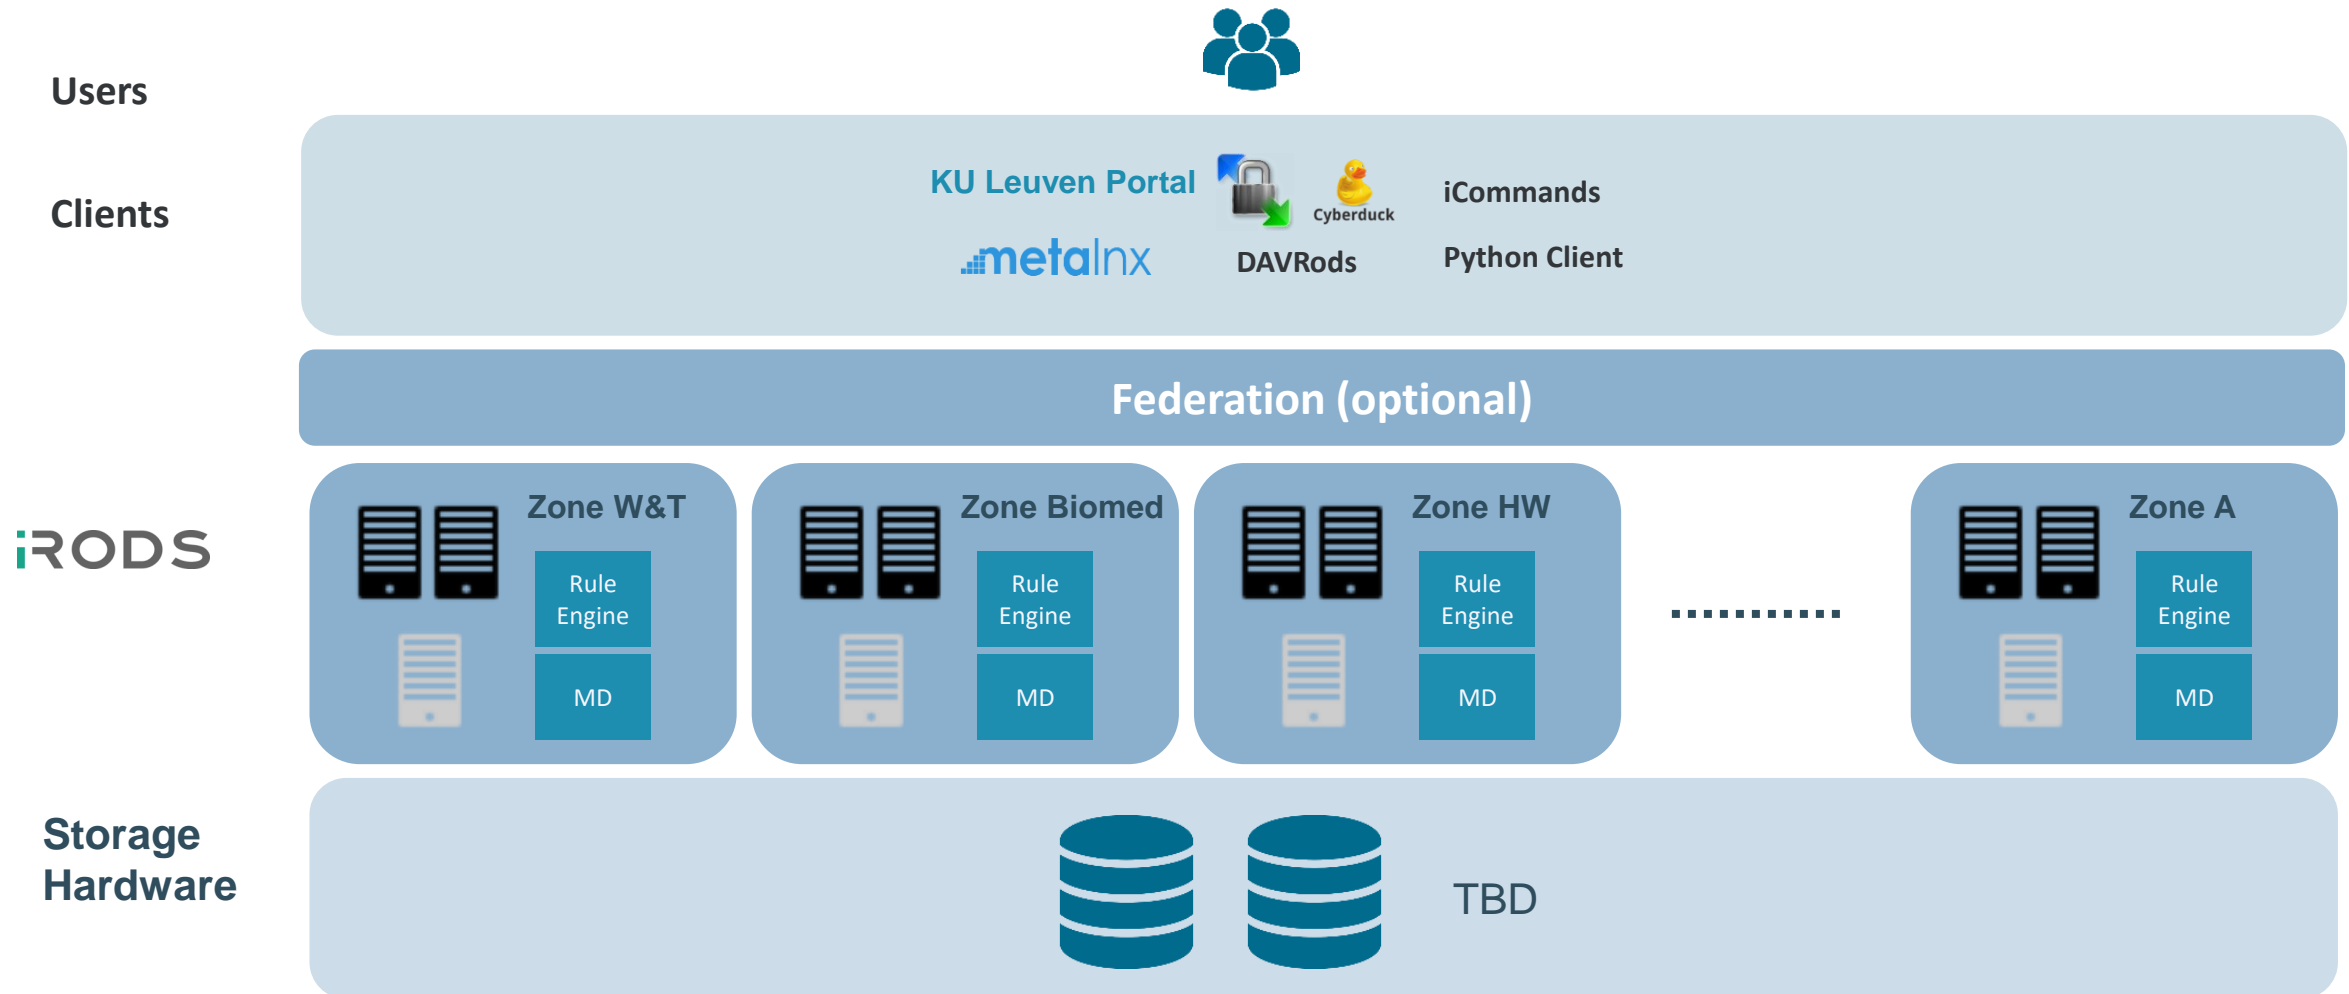 Users
Clients
KU Leuven Portal
Cyberduck
iCommands
metalnx
DAVRods
Python Client
Federation (optional)
iRODS
Zone W&T
Rule
Engine
MD
Zone Biomed
Rule
Engine
MD
Zone HW
Rule
Engine
MD
...........
Zone A
Rule
Engine
MD
Storage
Hardware
TBD